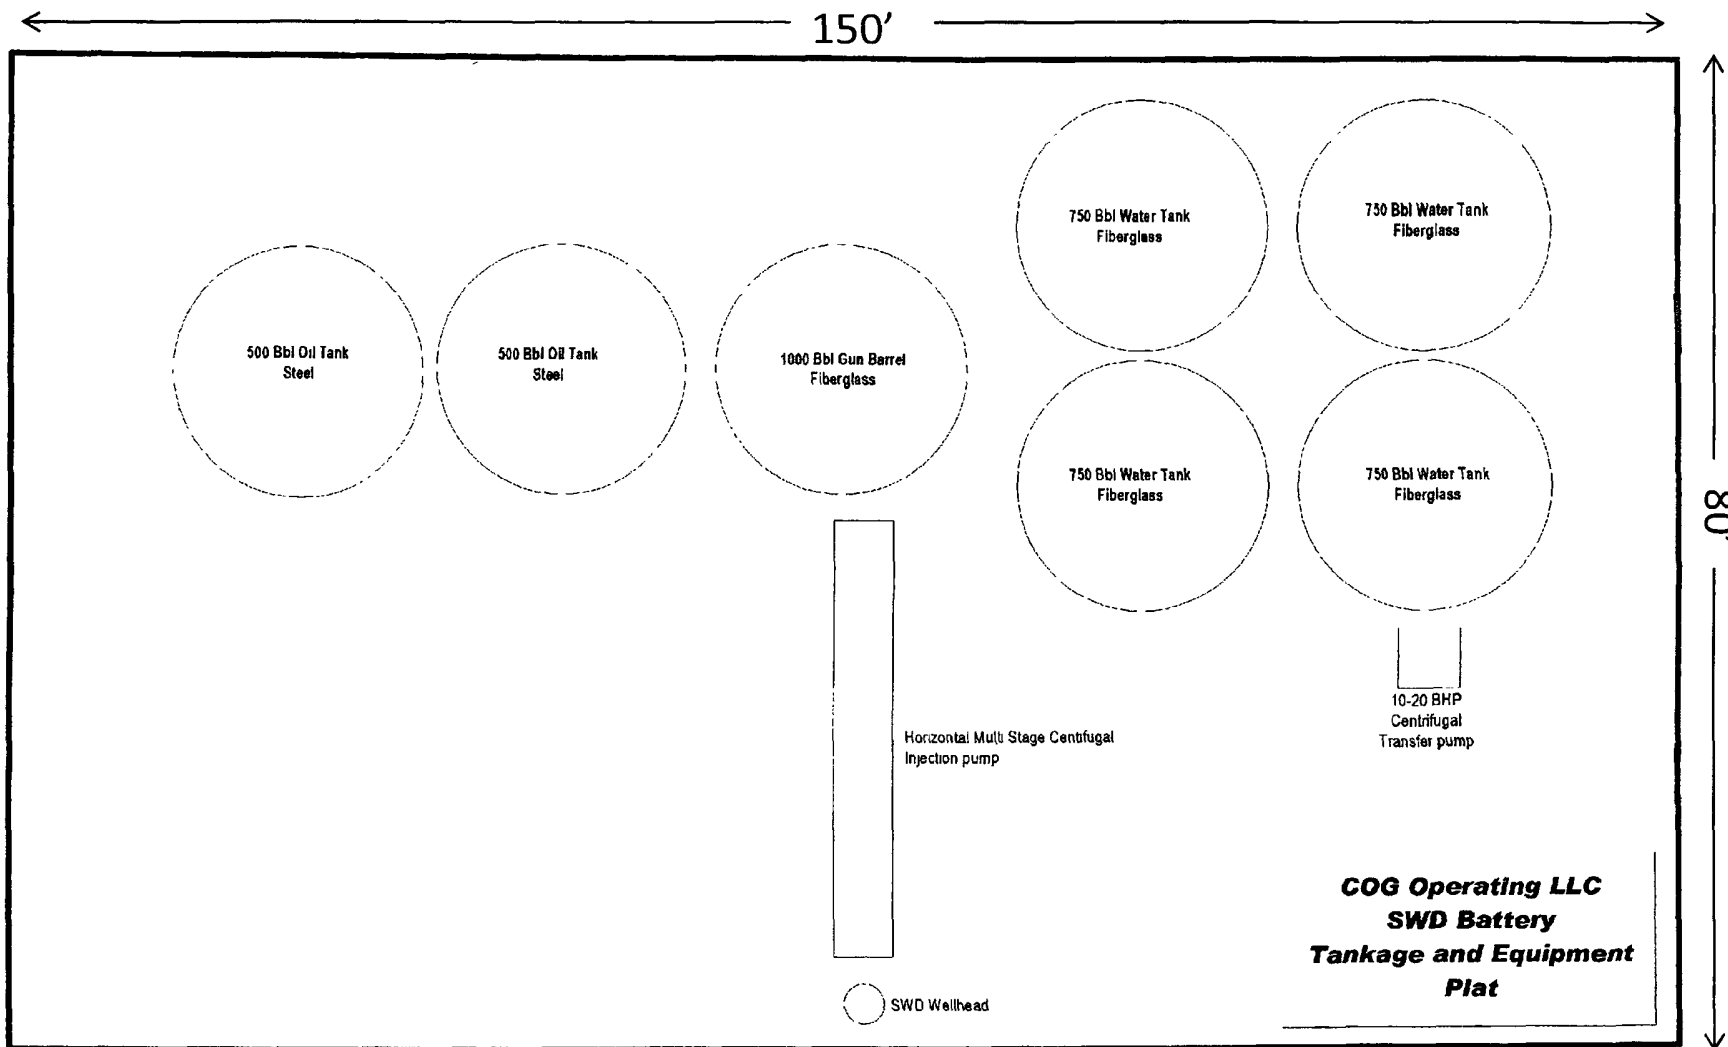 150’
750 Bbl Water Tank
Fiberglass
750 Bbl Water Tank
Fiberglass
500 Bbl Oil Tank
Steel
500 Bbl Oil Tank
Steel
1000 Bbl Gun Barrel
Fiberglass
750 Bbl Water Tank
Fiberglass
750 Bbl Water Tank
Fiberglass
80’
10-20 BHP
Centrifugal
Transfer pump
Horizontal Multi Stage Centifugal
Injection pump
COG Operating LLC
SWD Battery
Tankage and Equipment
Plat
SWD Wellhead